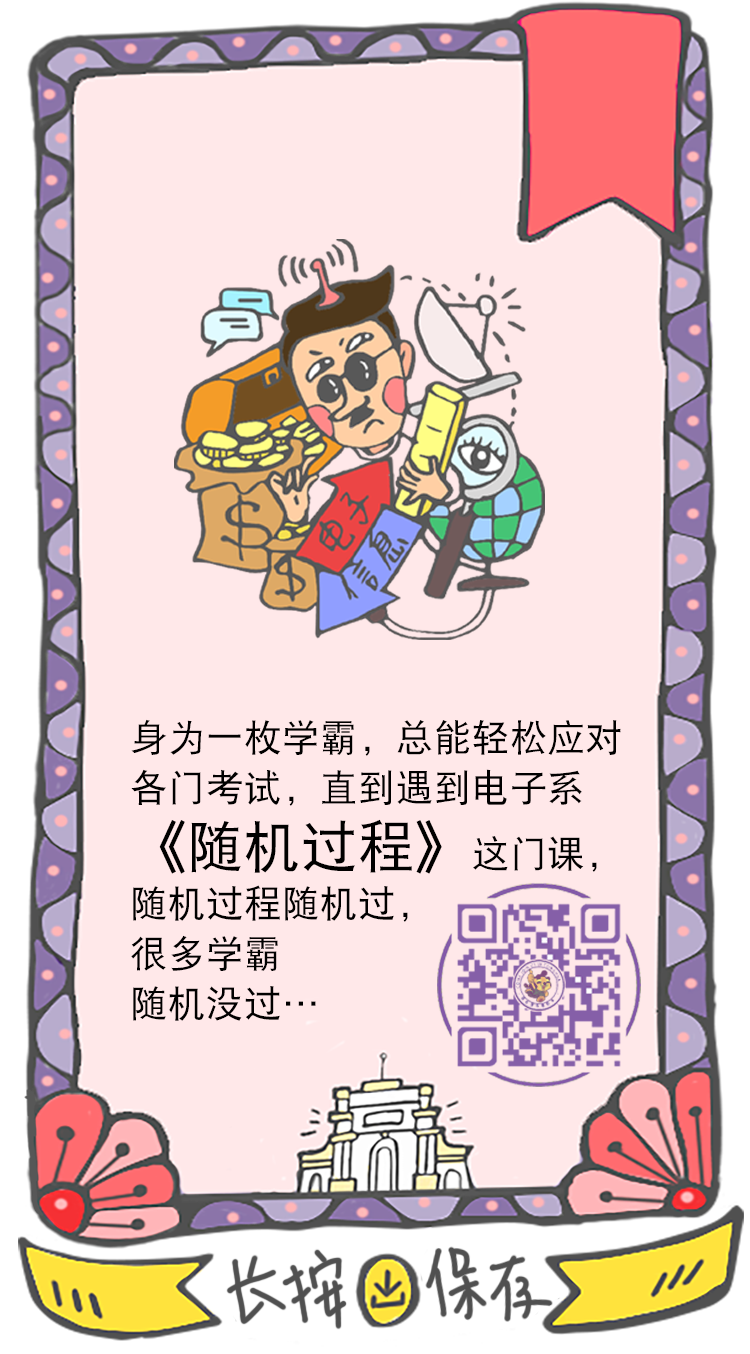 电子
信息
身为一枚学霸，总能轻松应对
各门考试，直到遇到电子系
《随机过程》这门课，
随机过程随机过，
很多学霸
随机没过…
长按保存